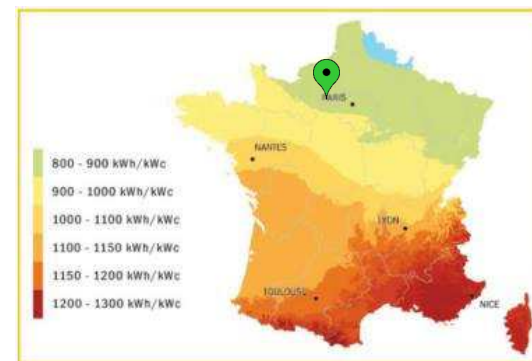 PARIS
800 - 900 kWh/kWc
NANTES
900 - 1000 kWh/kWc
1000 - 1100 kWh/kWc
LYON
1100 - 1150 kWh/kWc
1150 - 1200 kWh/kWc
TOULOUSE
1200 - 1300 kWh/kWc
NICE